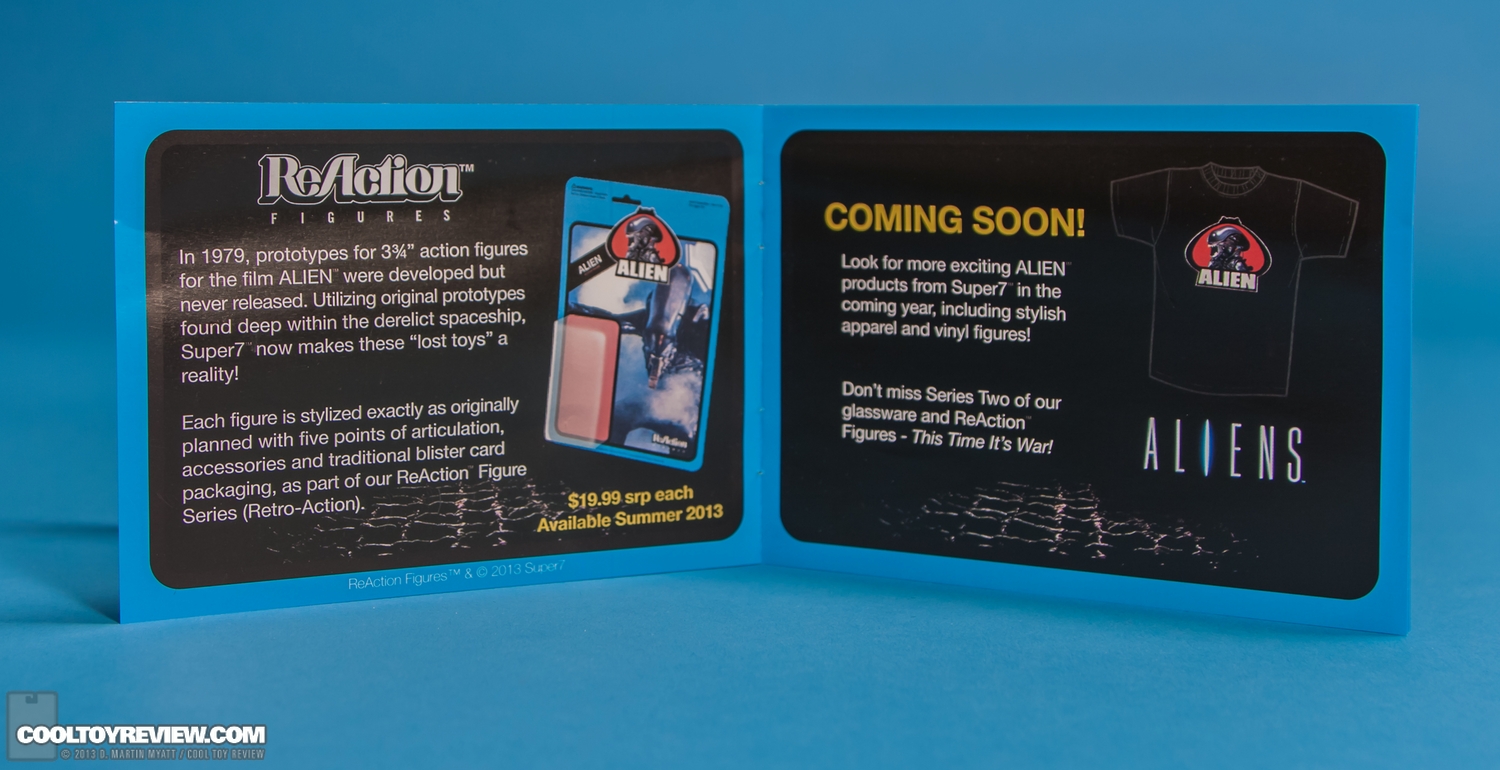 ReAction™
FIGURES
In 1979, prototypes for 3¾” action figures
for the film ALIEN™ were developed but
never released. Utilizing original prototypes
found deep within the derelict spaceship,
Super7™ now makes these “lost toys” a
reality!
Each figure is stylized exactly as originally
planned with five points of articulation,
accessories and traditional blister card
packaging, as part of our ReAction™ Figure
Series (Retro-Action).
ALIEN
ALIEN
ReAction
$19.99 srp each
Available Summer 2013
ReAction Figures™ & © 2013 Super7
COMING SOON!
Look for more exciting ALIEN™
products from Super7™ in the
coming year, including stylish
apparel and vinyl figures!
Don’t miss Series Two of our
glassware and ReAction™
Figures - This Time It’s War!
ALIEN
ALIENS™
COOLTOYREVIEW.COM
© 2013 D. MARTIN MYATT / COOL TOY REVIEW